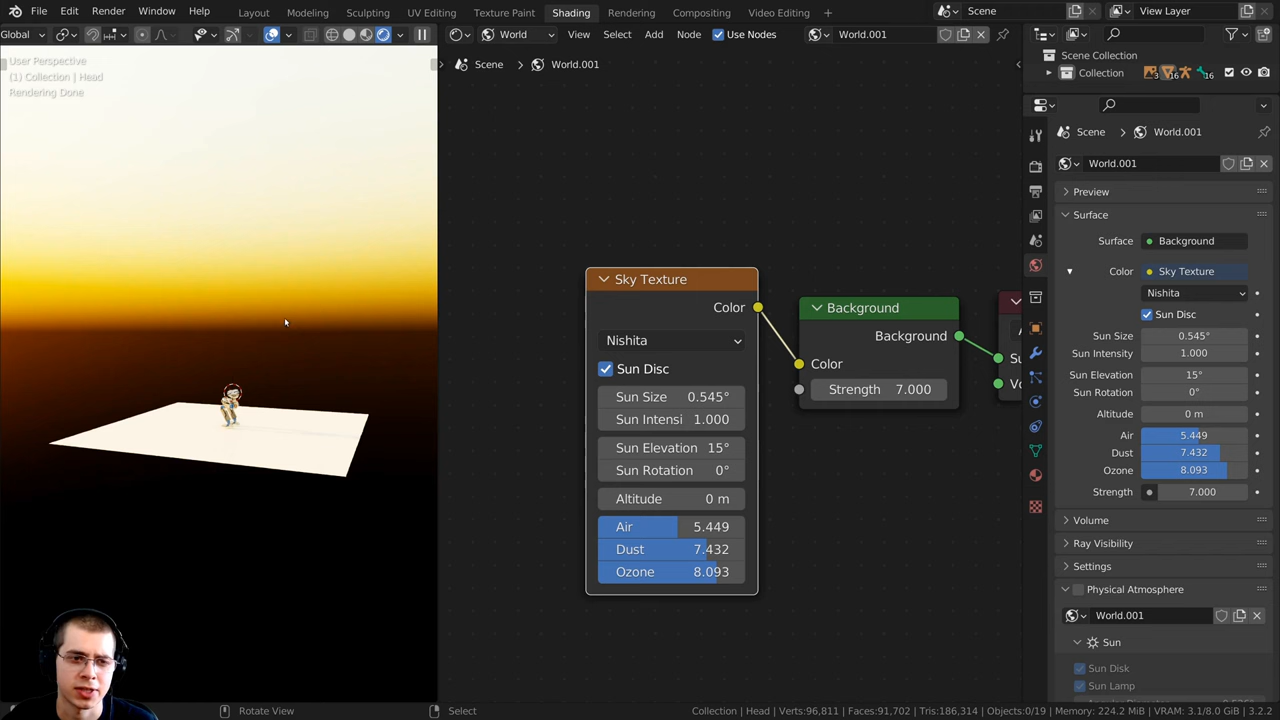 File Edit Render Window Help Layout Modeling Sculpting UV Editing Texture Paint Shading Rendering Compositing Video Editing + Scene View Layer
Global World View Select Add Node Use Nodes World.001
User Perspective
(1) Collection | Head
Rendering Done
Scene > World.001
Scene Collection
Collection 3 16 16
Scene > World.001
World.001
Preview
Surface
Surface Background
Color Sky Texture
Nishita
Sun Disc
Sun Size 0.545°
Sun Intensity 1.000
Sun Elevation 15°
Sun Rotation 0°
Altitude 0 m
Air 5.449
Dust 7.432
Ozone 8.093
Strength 7.000
Volume
Ray Visibility
Settings
Physical Atmosphere
World.001
Sun
Sun Disk
Sun Lamp
Sky Texture
Color
Nishita
Sun Disc
Sun Size 0.545°
Sun Intensi 1.000
Sun Elevation 15°
Sun Rotation 0°
Altitude 0 m
Air 5.449
Dust 7.432
Ozone 8.093
Background
Background
Color
Strength 7.000
Rotate View Select Collection | Head | Verts:96,811 | Faces:91,702 | Tris:186,314 | Objects:0/19 | Memory: 224.2 MiB | VRAM: 3.1/8.0 GiB | 3.2.2